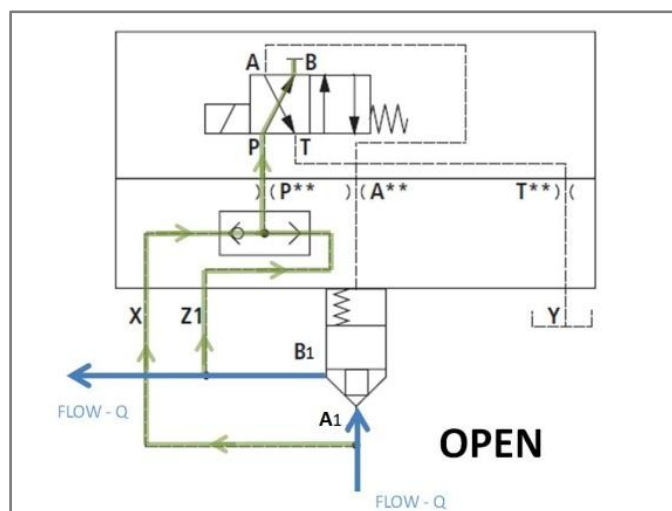 A B
P T
P** A** T**
X Z1 Y
B1
FLOW - Q A1 OPEN
FLOW - Q